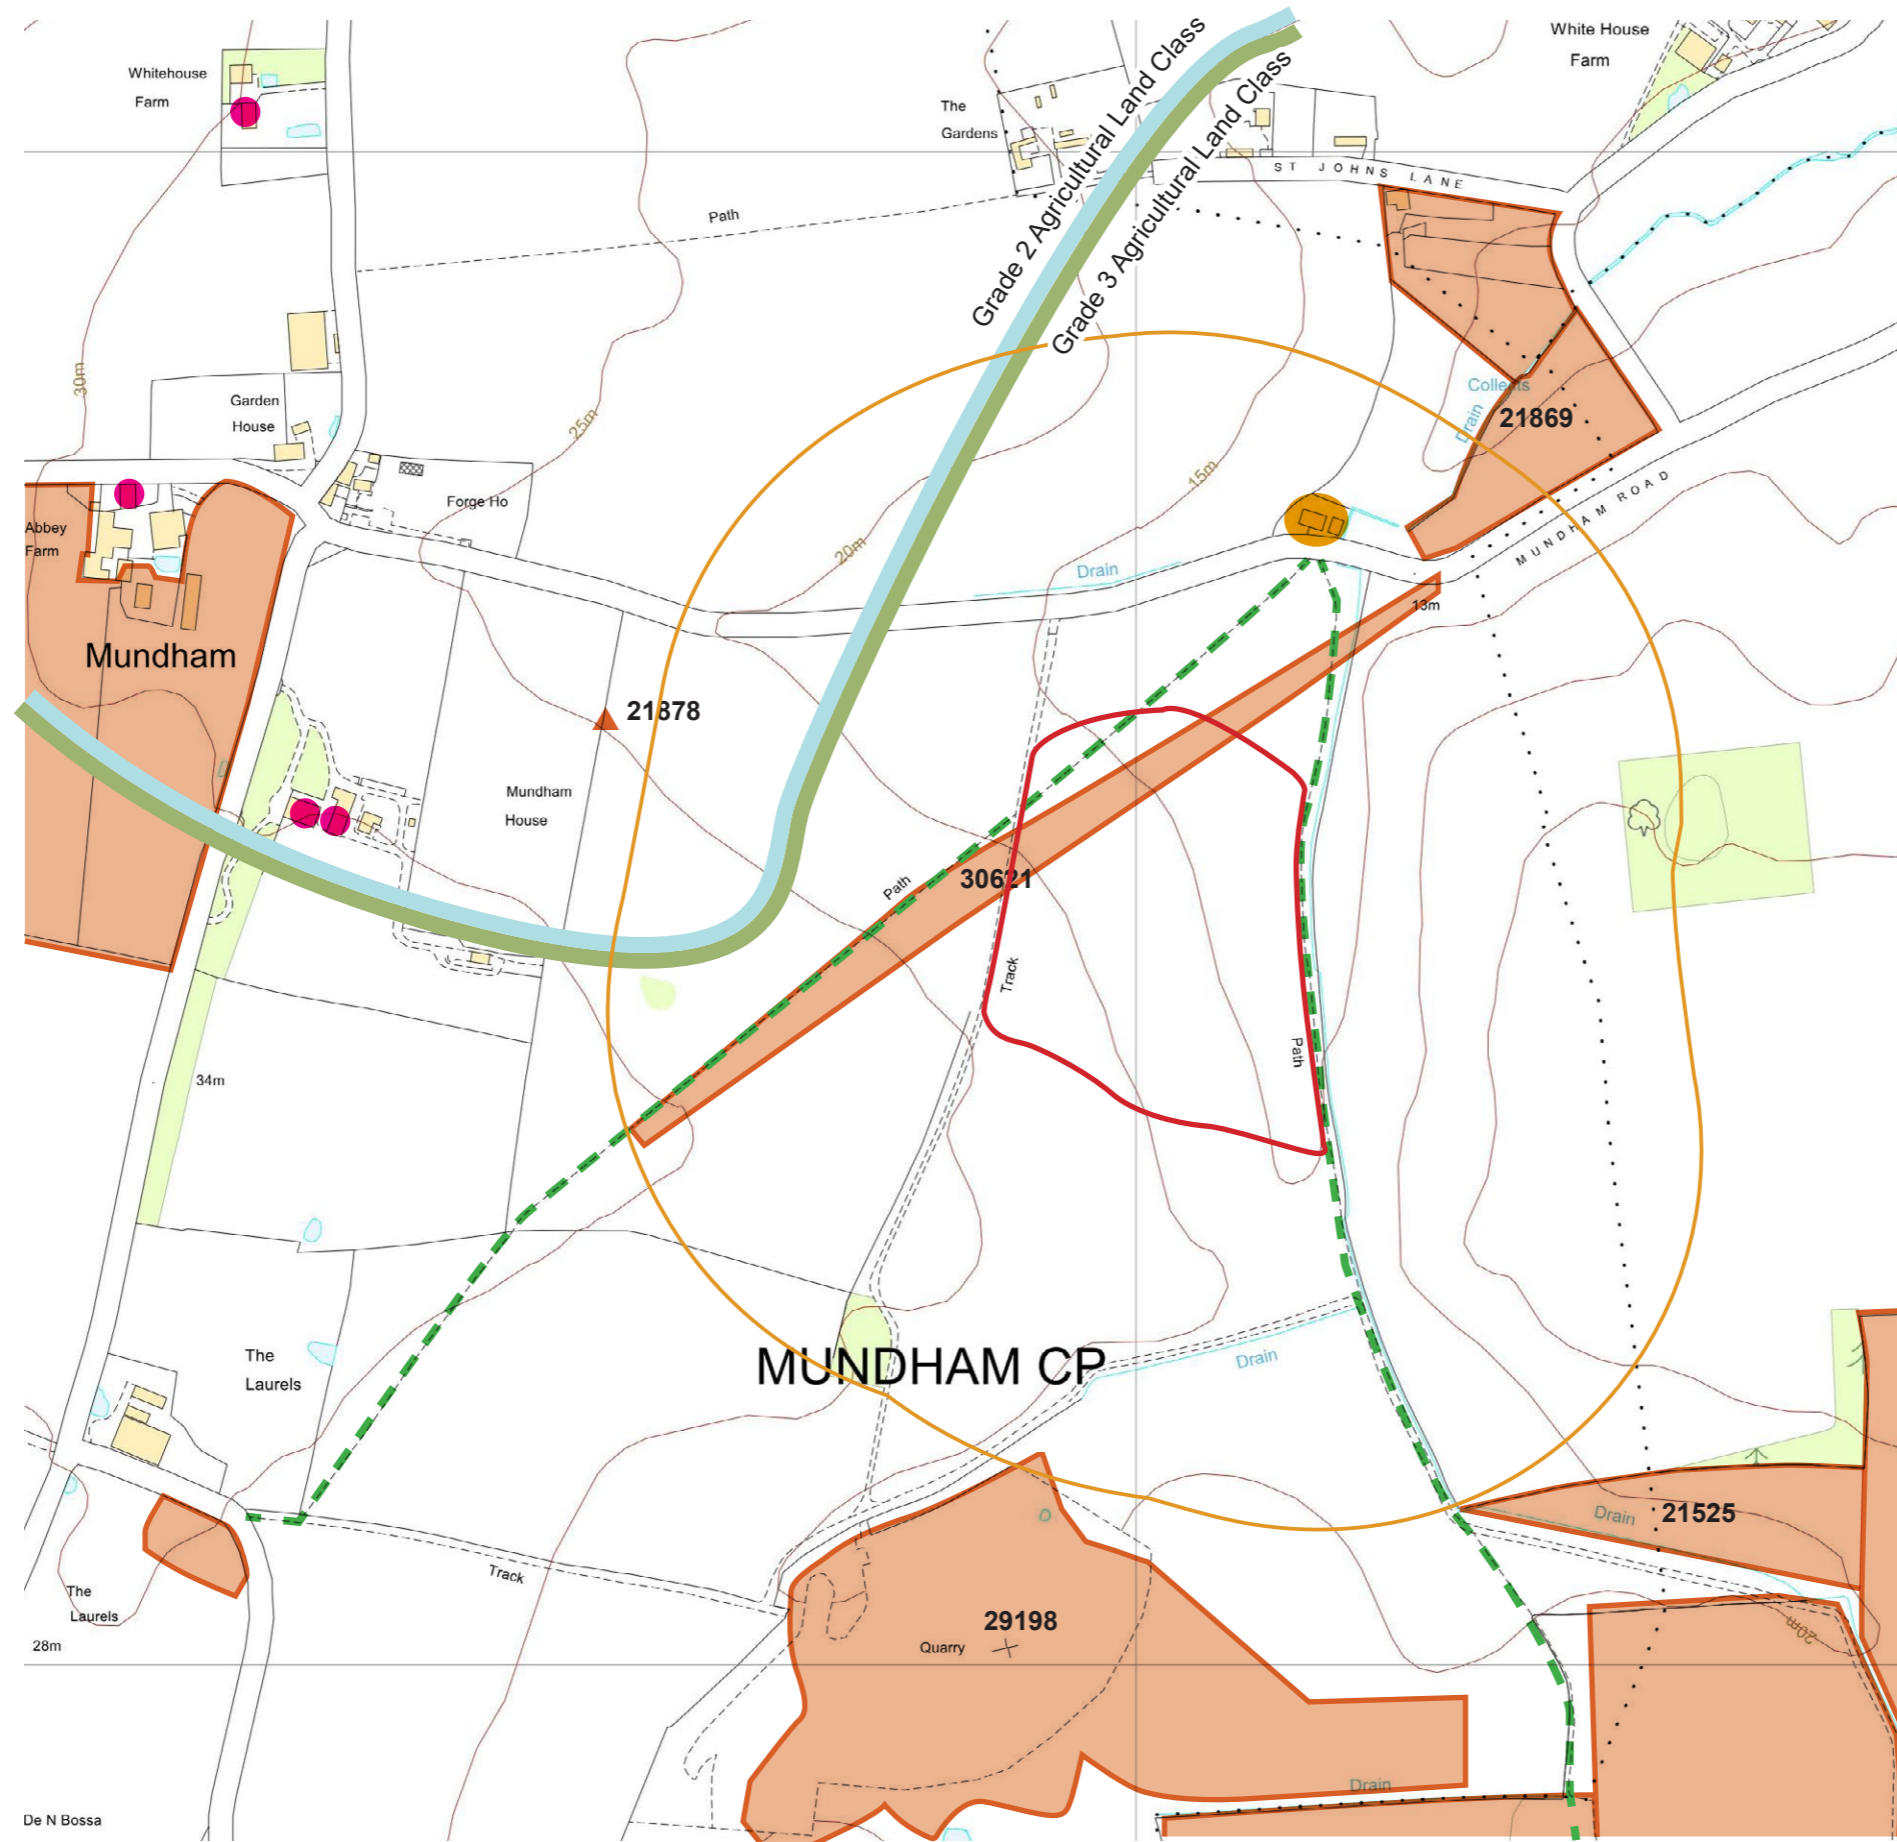 White House
Farm
Whitehouse
Farm
The
Gardens
Grade 2 Agricultural Land Class
Grade 3 Agricultural Land Class
ST JOHNS LANE
Path
30m
25m
Collects
Drain
21869
Garden
House
15m
MUNDHAM ROAD
Forge Ho
Abbey
Farm
20m
Drain
13m
Mundham
21878
Mundham
House
30621
Path
Track
Path
34m
MUNDHAM CP
Drain
The
Laurels
Drain
21525
Track
The
Laurels
29198
Quarry
20m
28m
Drain
De N Bossa